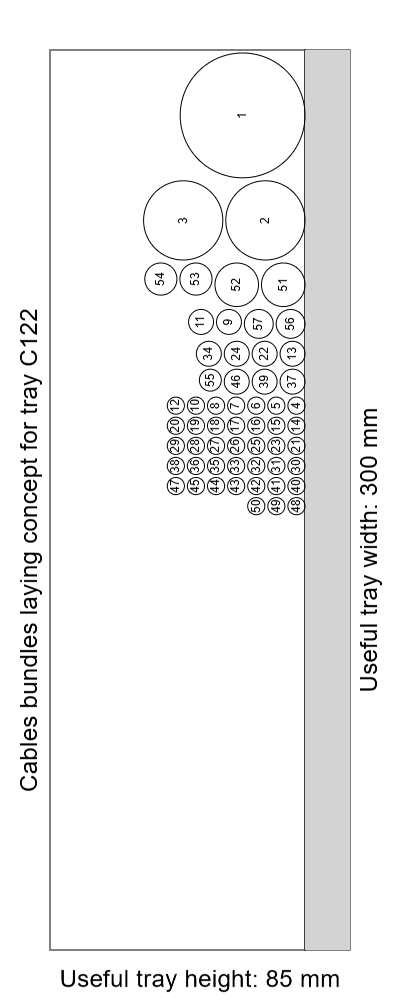 Cables bundles laying concept for tray C122
1
3 2
54 53 52 51
11 9 57 56
34 24 22 13
55 46 39 37
12 10 8 7 6 5 4
20 19 18 17 16 15 14
29 28 27 26 25 23 21
38 36 35 33 32 31 30
47 45 44 43 42 41 40
50 49 48
Useful tray width: 300 mm
Useful tray height: 85 mm